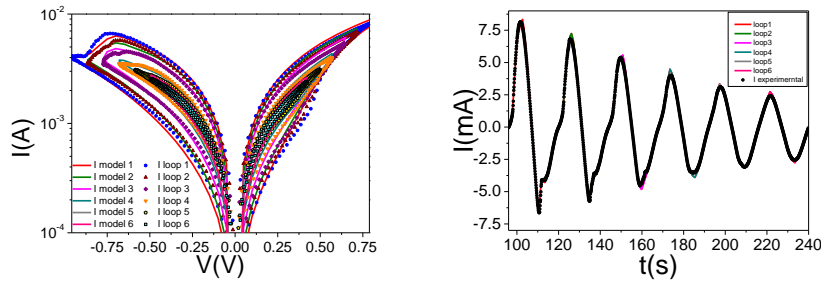 10⁻²
10⁻³
10⁻⁴
I(A)
I model 1 I loop 1
I model 2 I loop 2
I model 3 I loop 3
I model 4 I loop 4
I model 5 I loop 5
I model 6 I loop 6
-0.75 -0.50 -0.25 0.00 0.25 0.50 0.75
V(V)
7.5
5.0
2.5
0.0
-2.5
-5.0
-7.5
I(mA)
loop1
loop2
loop3
loop4
loop5
loop6
I experimerntal
100 120 140 160 180 200 220 240
t(s)